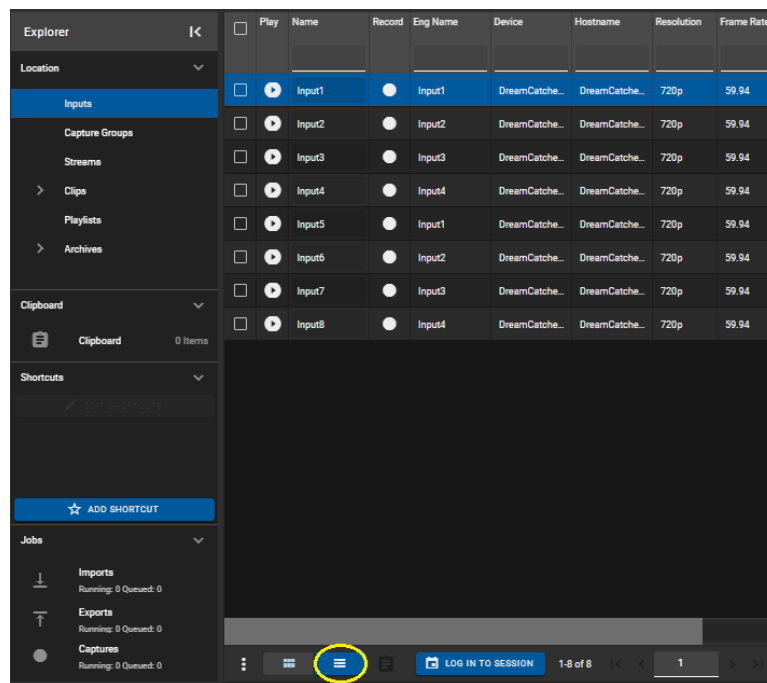 Explorer
Location
Inputs
Capture Groups
Streams
Clips
Playlists
Archives
Clipboard
Clipboard 0 Items
Shortcuts
EDIT SHORTCUTS
ADD SHORTCUT
Jobs
Imports
Running: 0 Queued: 0
Exports
Running: 0 Queued: 0
Captures
Running: 0 Queued: 0
Play Name Record Eng Name Device Hostname Resolution Frame Rate
Input1 Input1 DreamCatche... DreamCatche... 720p 59.94
Input2 Input2 DreamCatche... DreamCatche... 720p 59.94
Input3 Input3 DreamCatche... DreamCatche... 720p 59.94
Input4 Input4 DreamCatche... DreamCatche... 720p 59.94
Input5 Input1 DreamCatche... DreamCatche... 720p 59.94
Input6 Input2 DreamCatche... DreamCatche... 720p 59.94
Input7 Input3 DreamCatche... DreamCatche... 720p 59.94
Input8 Input4 DreamCatche... DreamCatche... 720p 59.94
LOG IN TO SESSION 1-8 of 8 1